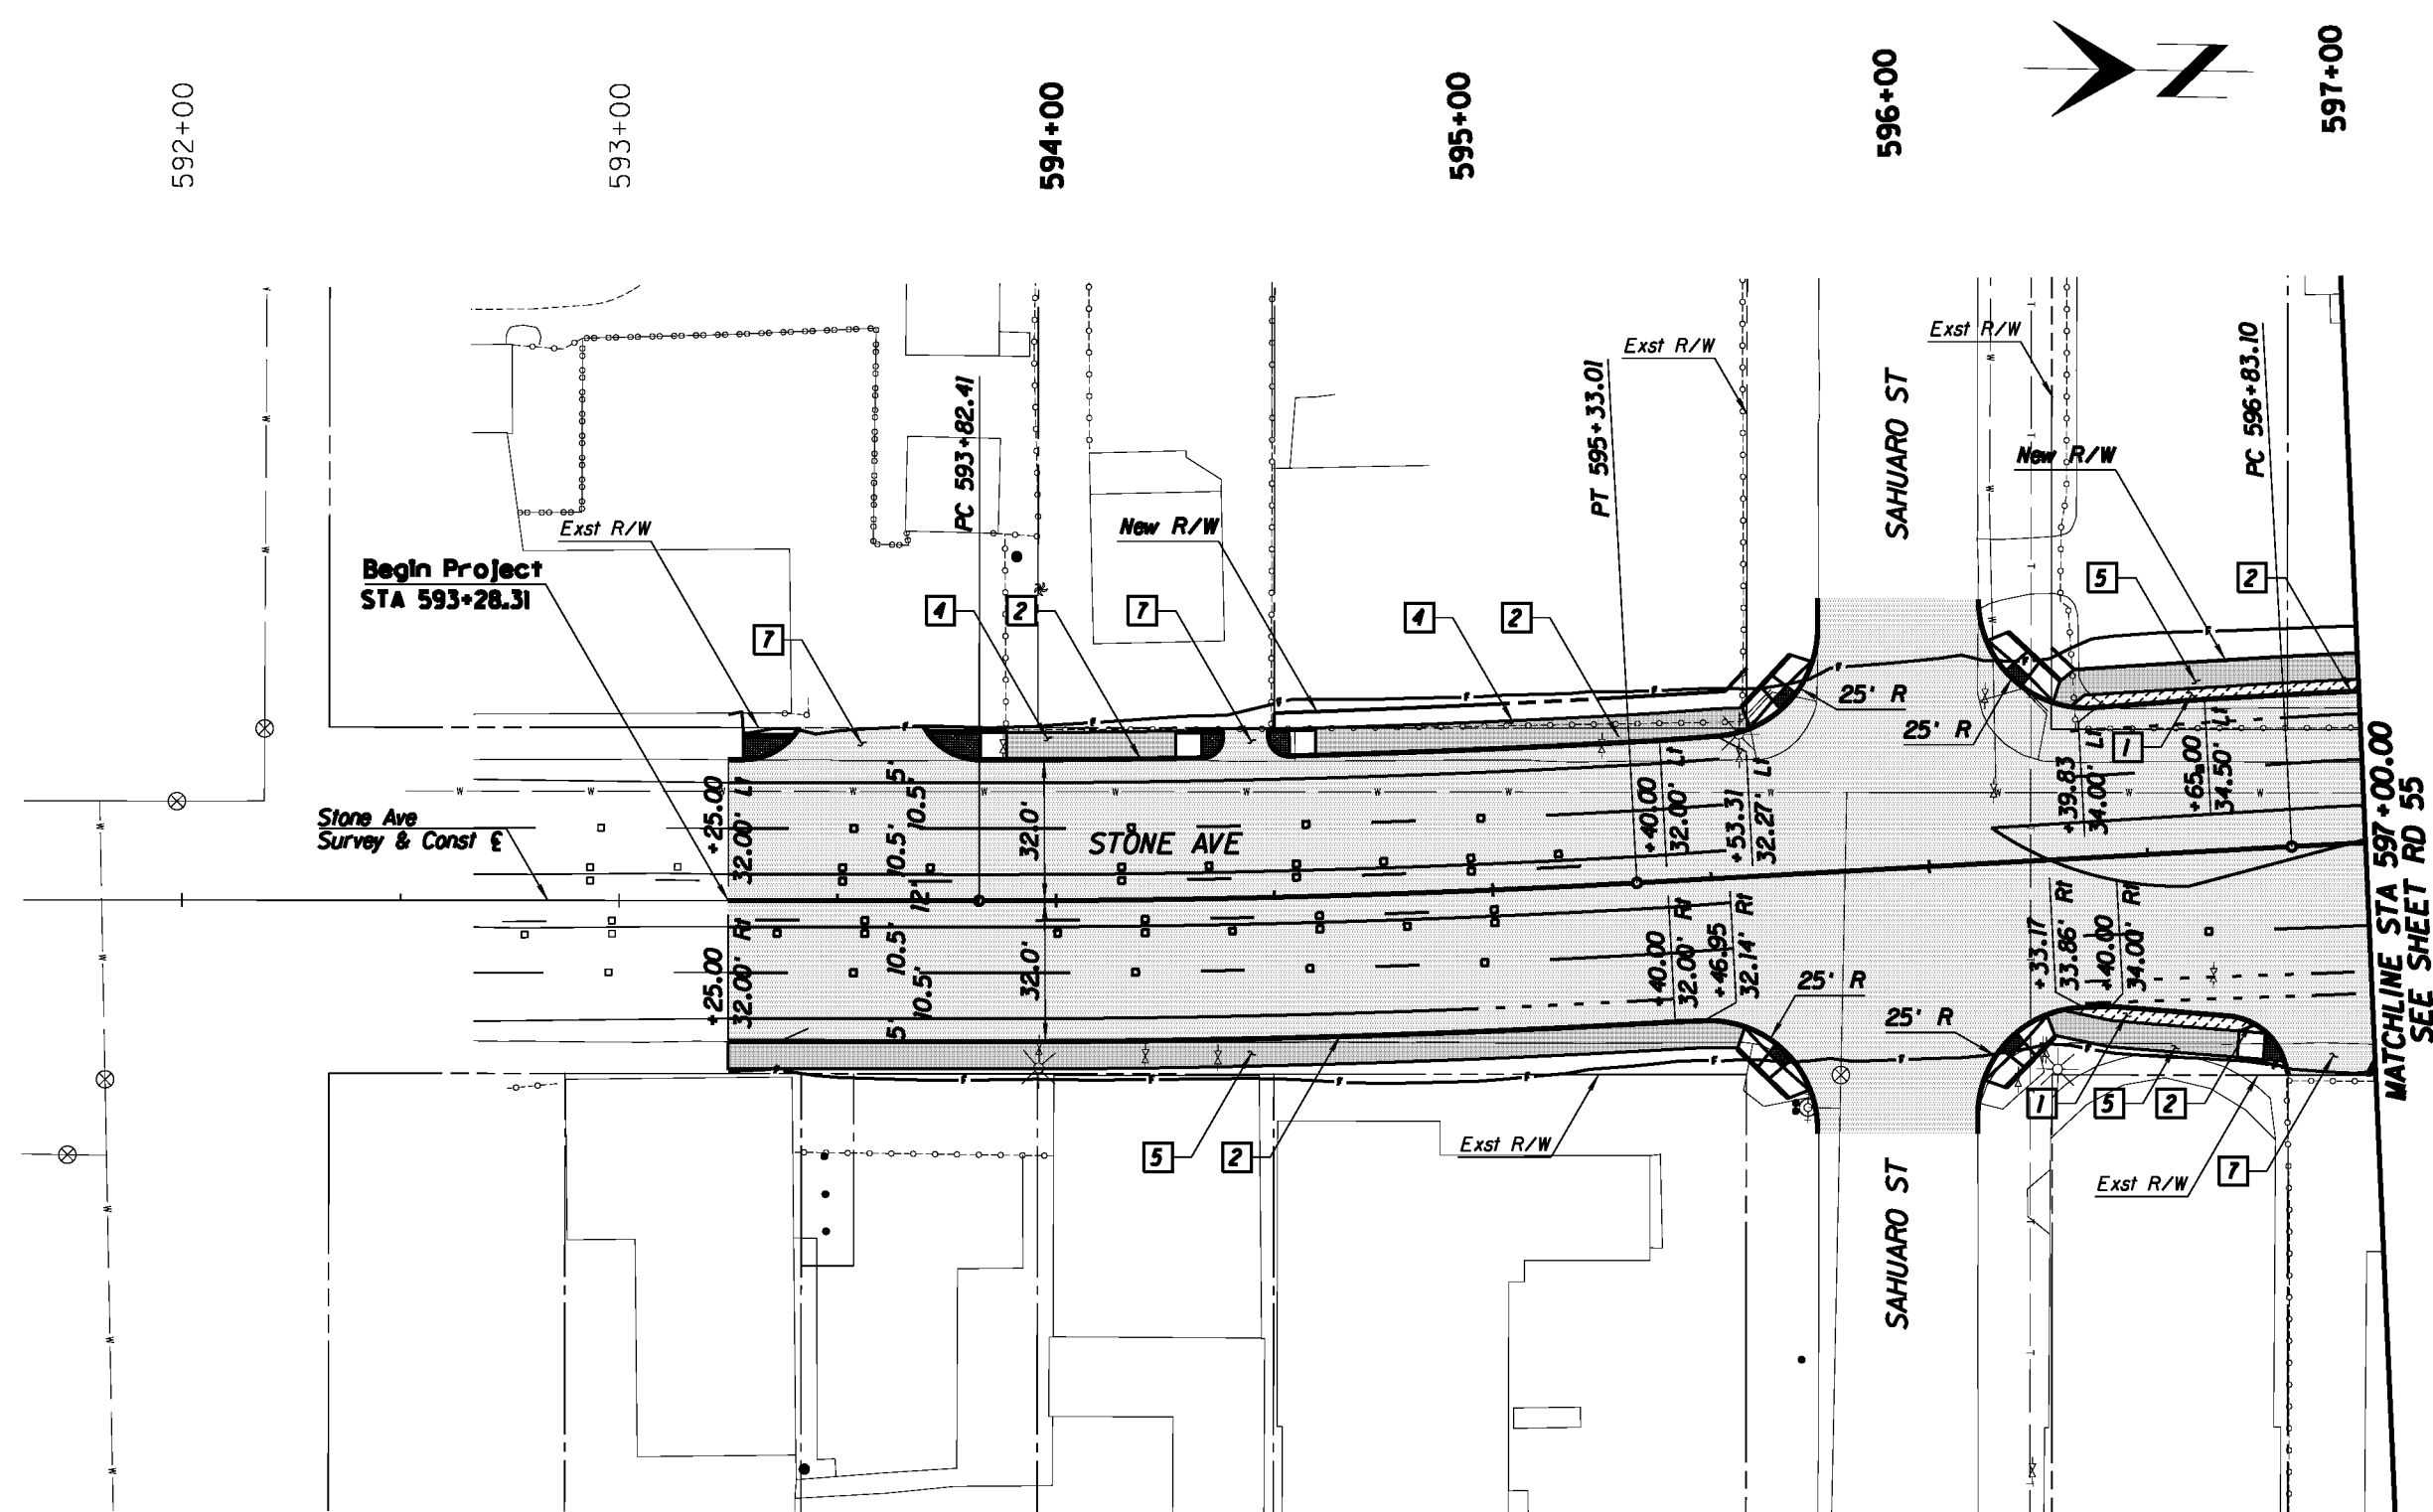 592+00
593+00
594+00
595+00
596+00
597+00
N
Exst R/W
Exst R/W
PC 593+82.41
PT 595+33.01
SAHUARO ST
PC 596+83.10
New R/W
Exst R/W
New R/W
Begin Project
STA 593+28.31
7
4
2
7
4
2
5
2
25' R
25' R
1
Stone Ave
Survey & Const ℄
+25.00
32.00' Lt
5'
10.5'
10.5'
12'
10.5'
10.5'
5'
32.0'
32.0'
STONE AVE
+40.00
32.00' Lt
+53.31
32.27' Lt
+39.83
34.00' Lt
+65.00
34.50' Lt
+25.00
32.00' Rt
+40.00
32.00' Rt
+46.95
32.14' Rt
+33.17
33.86' Rt
+40.00
34.00' Rt
25' R
25' R
MATCHLINE STA 597+00.00
SEE SHEET RD 55
5
2
Exst R/W
1
5
2
Exst R/W
7
SAHUARO ST